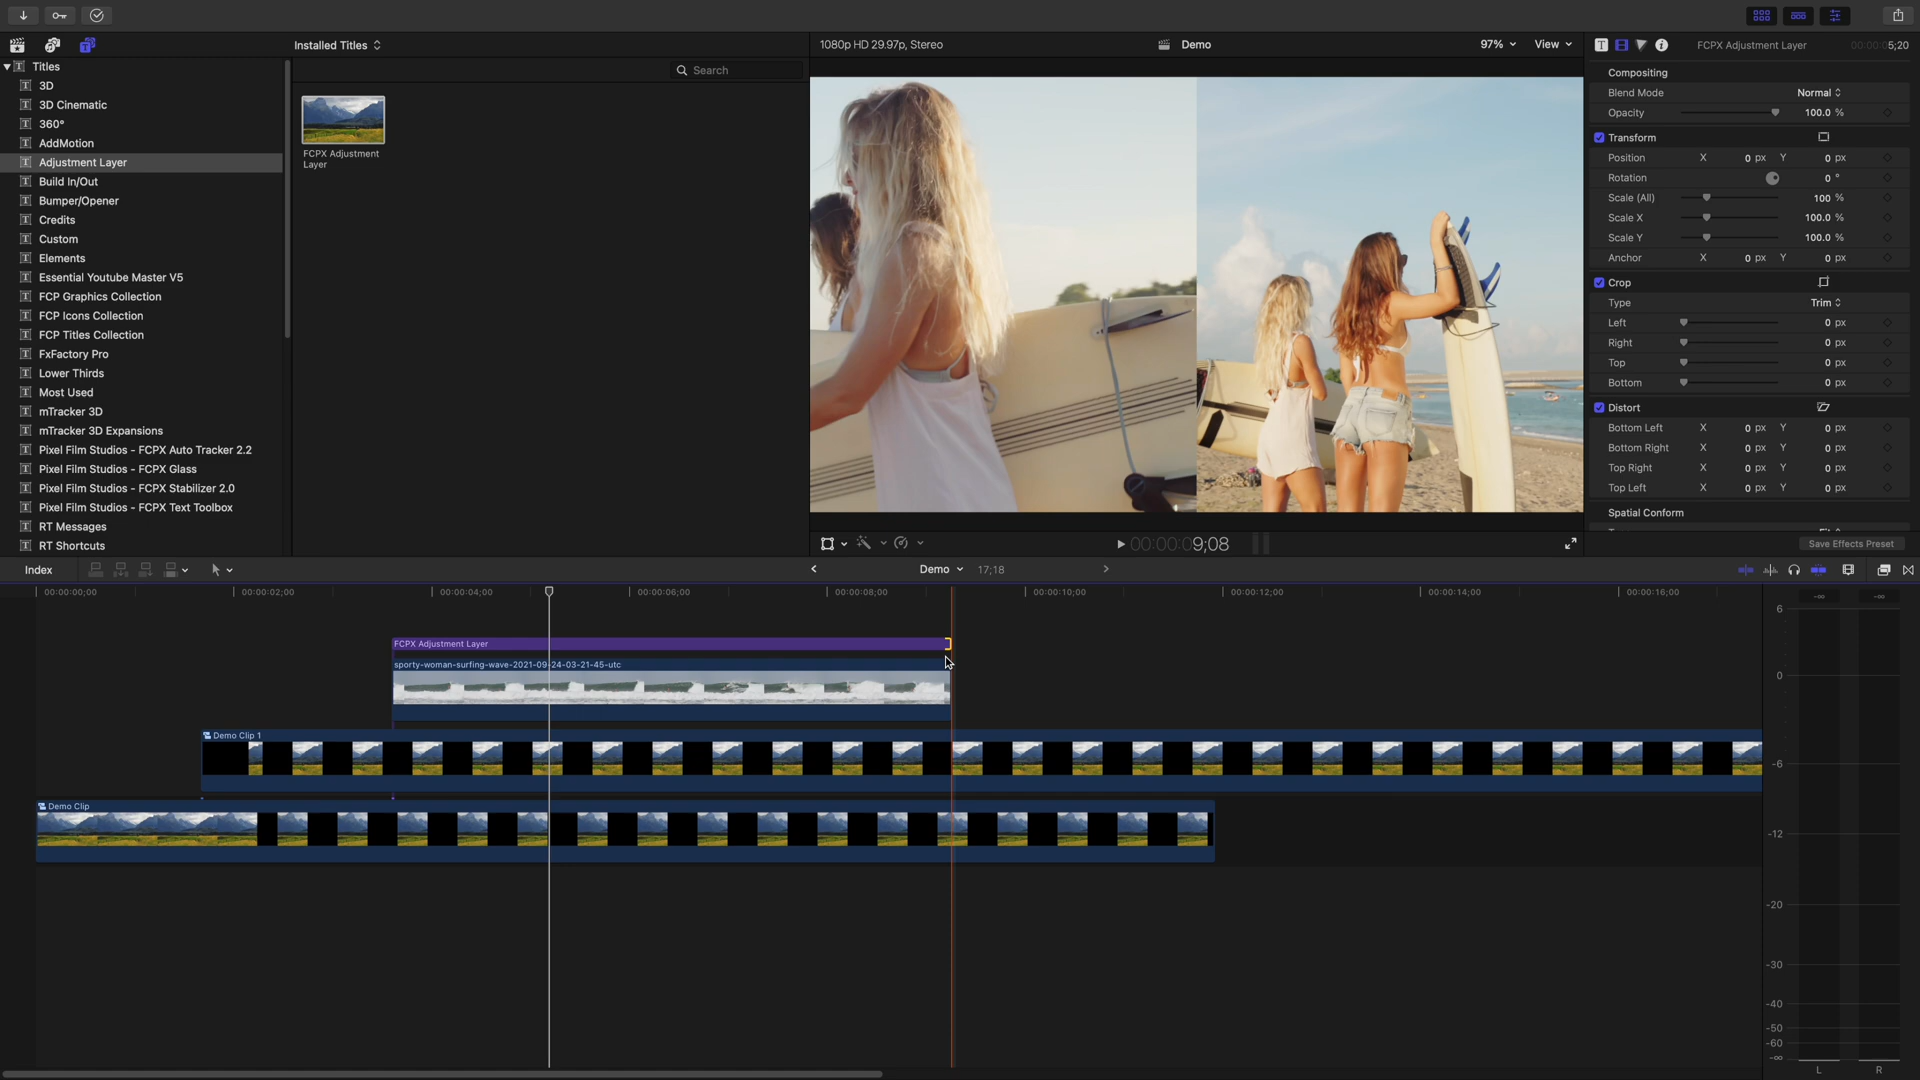 Installed Titles
1080p HD 29.97p, Stereo
Demo
97%
View
FCPX Adjustment Layer
00:00:05;20
Titles
3D
3D Cinematic
360°
AddMotion
Adjustment Layer
Build In/Out
Bumper/Opener
Credits
Custom
Elements
Essential Youtube Master V5
FCP Graphics Collection
FCP Icons Collection
FCP Titles Collection
FxFactory Pro
Lower Thirds
Most Used
mTracker 3D
mTracker 3D Expansions
Pixel Film Studios - FCPX Auto Tracker 2.2
Pixel Film Studios - FCPX Glass
Pixel Film Studios - FCPX Stabilizer 2.0
Pixel Film Studios - FCPX Text Toolbox
RT Messages
RT Shortcuts
Search
FCPX Adjustment
Layer
Compositing
Blend Mode Normal
Opacity 100.0 %
Transform
Position X 0 px Y 0 px
Rotation 0 °
Scale (All) 100 %
Scale X 100.0 %
Scale Y 100.0 %
Anchor X 0 px Y 0 px
Crop
Type Trim
Left 0 px
Right 0 px
Top 0 px
Bottom 0 px
Distort
Bottom Left X 0 px Y 0 px
Bottom Right X 0 px Y 0 px
Top Right X 0 px Y 0 px
Top Left X 0 px Y 0 px
Spatial Conform
Save Effects Preset
00:00:09;08
Index
Demo 17;18
00:00:00;00 00:00:02;00 00:00:04;00 00:00:06;00 00:00:08;00 00:00:10;00 00:00:12;00 00:00:14;00 00:00:16;00
FCPX Adjustment Layer
sporty-woman-surfing-wave-2021-09-24-03-21-45-utc
Demo Clip 1
Demo Clip
-∞ -∞
6
0
-6
-12
-20
-30
-40
-50
-60
-∞
L R